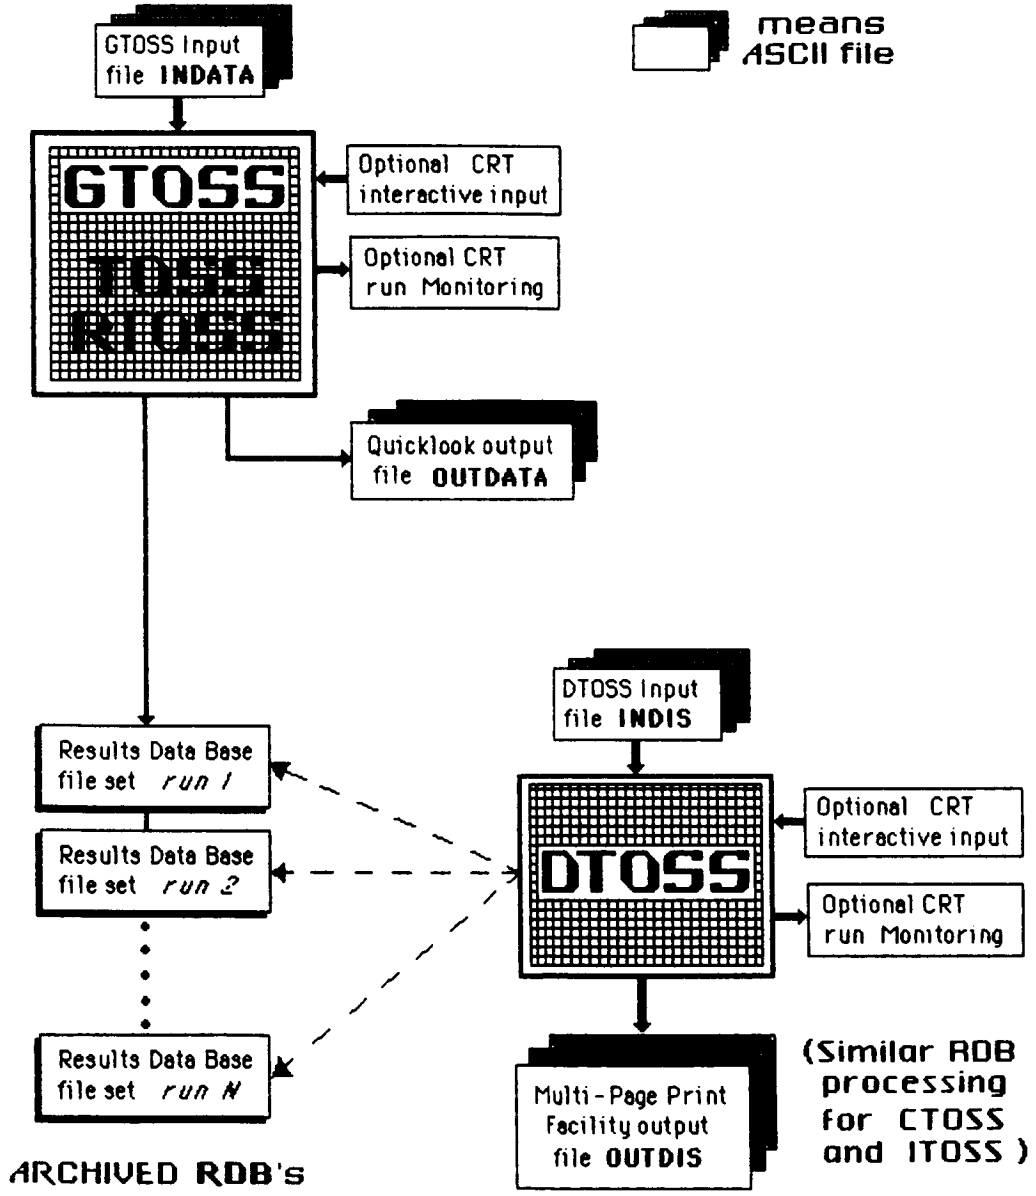 GTOSS Input
file INDATA
means
ASCII file
GTOSS
TOSS
RTOSS
Optional CRT
interactive input
Optional CRT
run Monitoring
Quicklook output
file OUTDATA
DTOSS Input
file INDIS
Results Data Base
file set run 1
Results Data Base
file set run 2
Results Data Base
file set run N
ARCHIVED RDB's
DTOSS
Optional CRT
interactive input
Optional CRT
run Monitoring
Multi-Page Print
Facility output
file OUTDIS
(Similar RDB
processing
for CTOSS
and ITOSS)